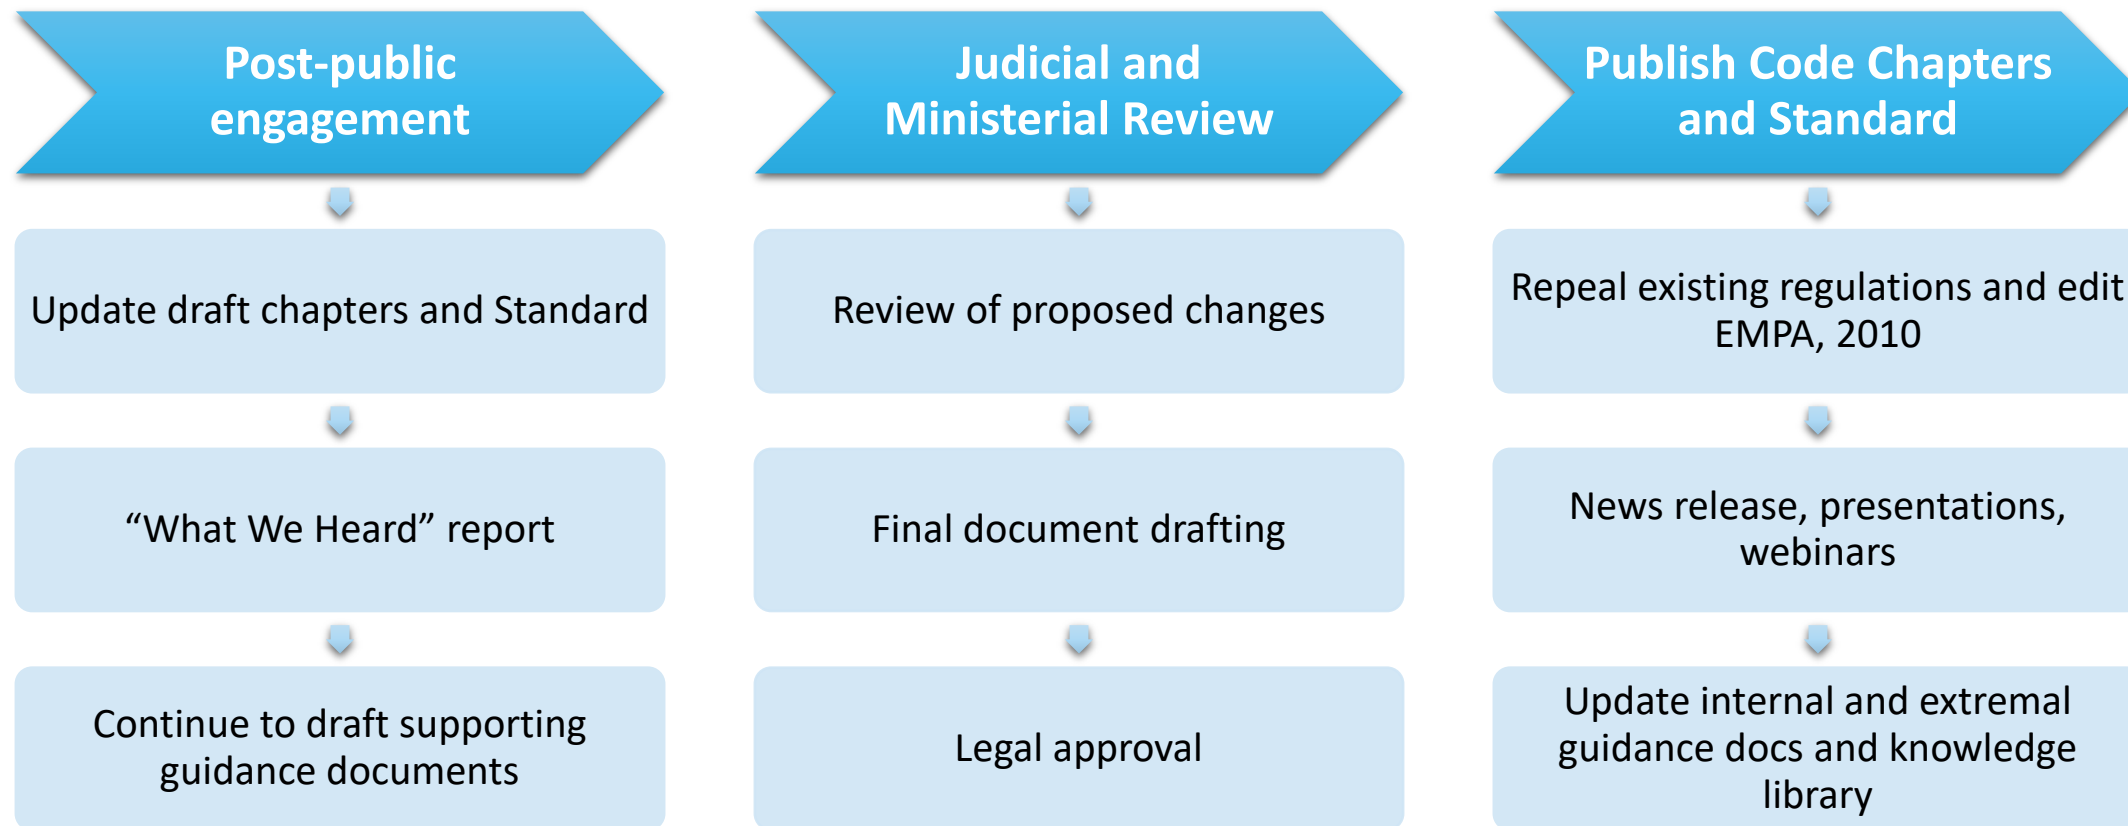 Post-public
engagement
Update draft chapters and Standard
“What We Heard” report
Continue to draft supporting
guidance documents
Judicial and
Ministerial Review
Review of proposed changes
Final document drafting
Legal approval
Publish Code Chapters
and Standard
Repeal existing regulations and edit
EMPA, 2010
News release, presentations,
webinars
Update internal and extremal
guidance docs and knowledge
library